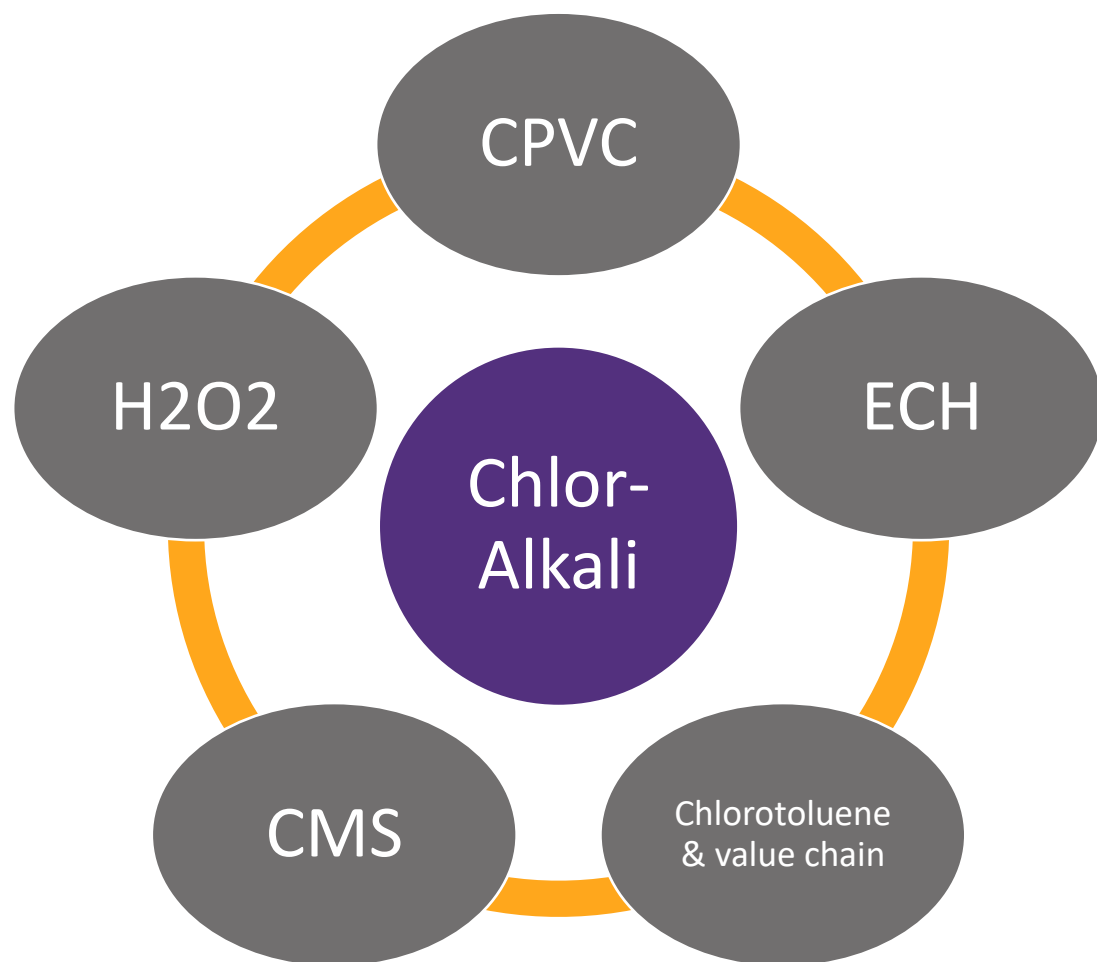 CPVC
H2O2
ECH
Chlor-
Alkali
CMS
Chlorotoluene
& value chain